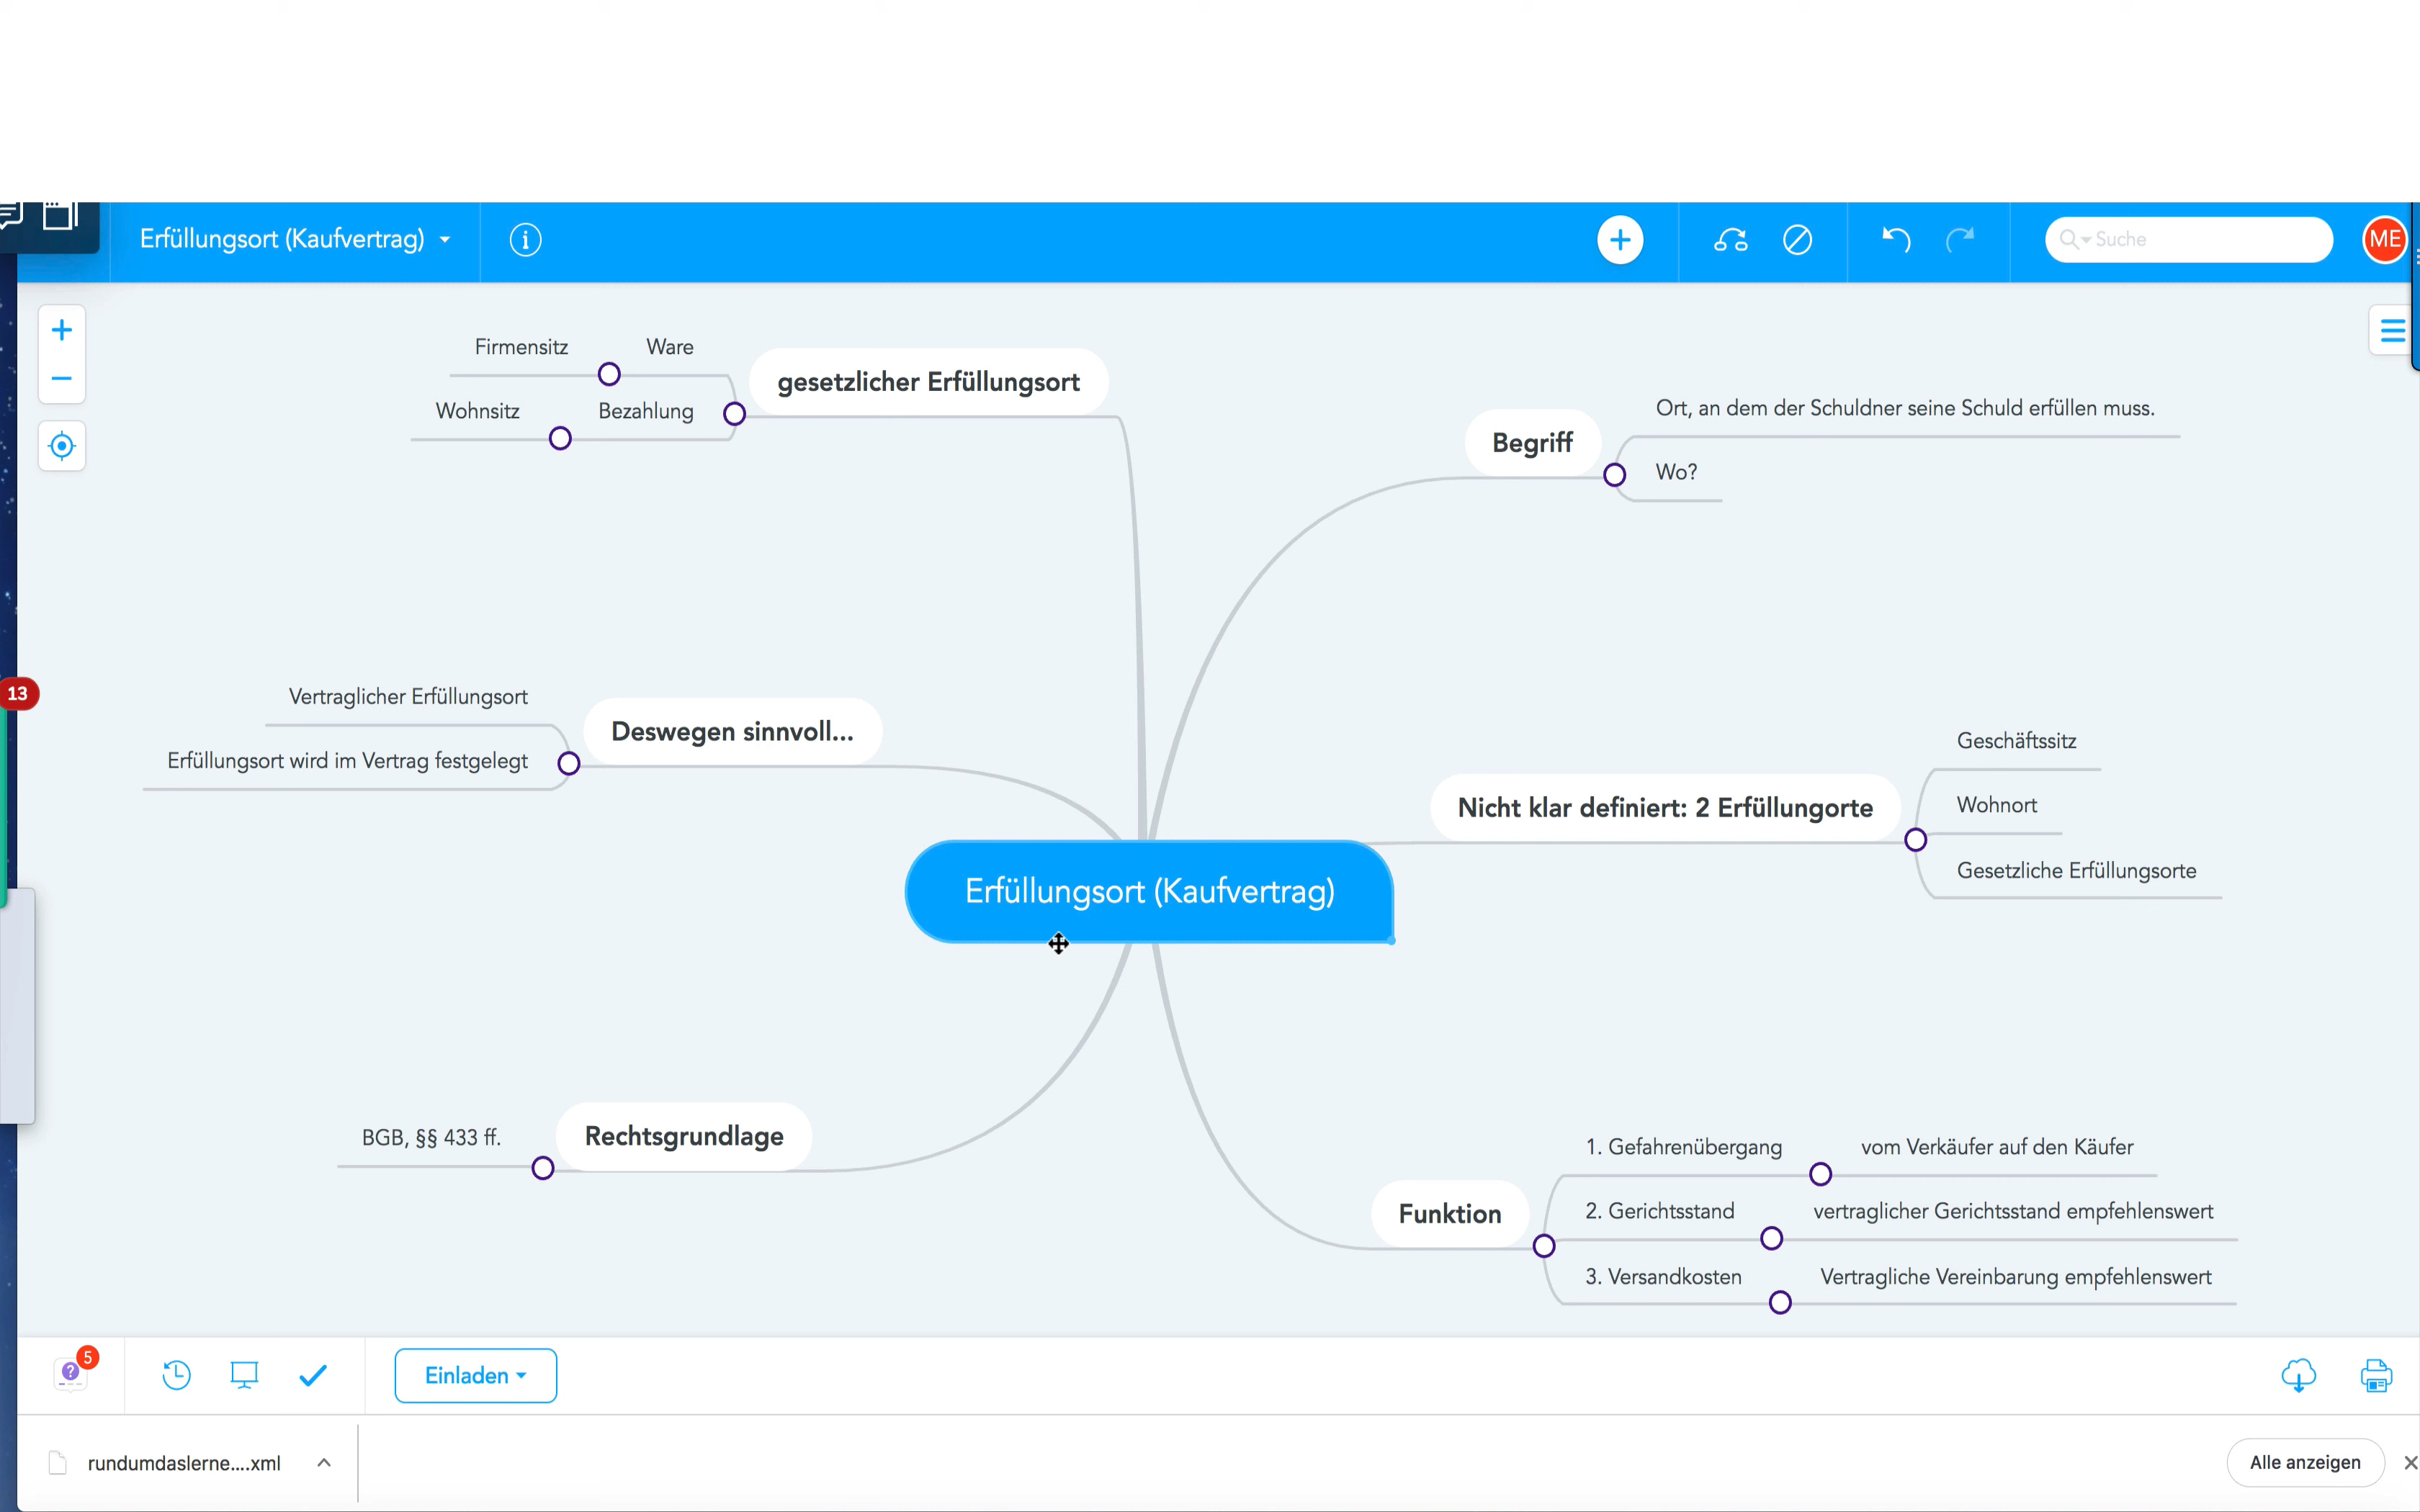 Erfüllungsort (Kaufvertrag)
Suche
ME
Firmensitz
Ware
Wohnsitz
Bezahlung
gesetzlicher Erfüllungsort
Begriff
Ort, an dem der Schuldner seine Schuld erfüllen muss.
Wo?
13
Vertraglicher Erfüllungsort
Erfüllungsort wird im Vertrag festgelegt
Deswegen sinnvoll...
Nicht klar definiert: 2 Erfüllungorte
Geschäftssitz
Wohnort
Gesetzliche Erfüllungsorte
Erfüllungsort (Kaufvertrag)
BGB, §§ 433 ff.
Rechtsgrundlage
Funktion
1. Gefahrenübergang
vom Verkäufer auf den Käufer
2. Gerichtsstand
vertraglicher Gerichtsstand empfehlenswert
3. Versandkosten
Vertragliche Vereinbarung empfehlenswert
5
Einladen
rundumdaslerne....xml
Alle anzeigen